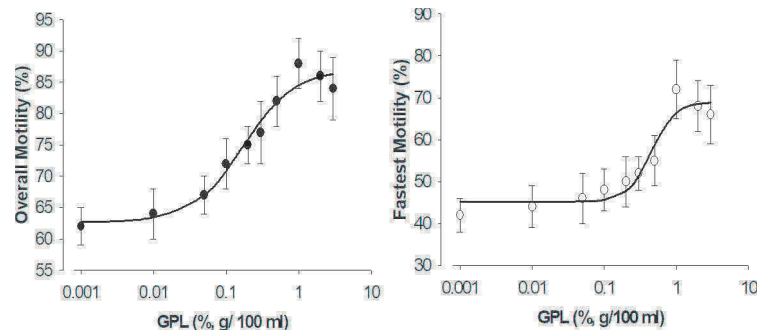 Overall Motility (%)
95
90
85
80
75
70
65
60
55
0.001 0.01 0.1 1 10
GPL (%, g/ 100 ml)
Fastest Motility (%)
90
80
70
60
50
40
30
0.001 0.01 0.1 1 10
GPL (%, g/100 ml)